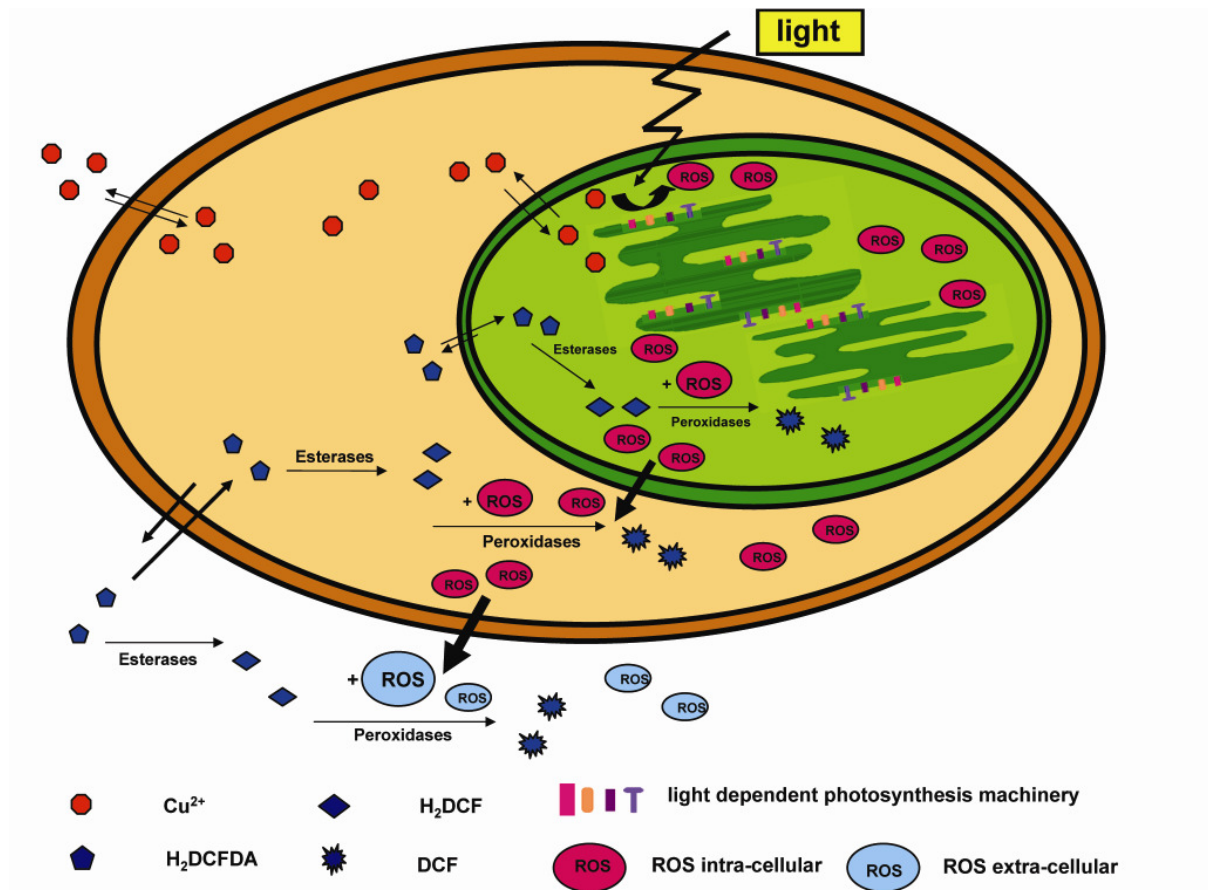 light
ROS
ROS
ROS
ROS
ROS
Esterases
ROS
+ ROS
Peroxidases
ROS
ROS
Esterases
+ ROS
ROS
Peroxidases
ROS
ROS
ROS
ROS
Esterases
+ ROS
ROS
ROS
ROS
Peroxidases
Cu²⁺
H₂DCF
light dependent photosynthesis machinery
H₂DCFDA
DCF
ROS
ROS intra-cellular
ROS
ROS extra-cellular